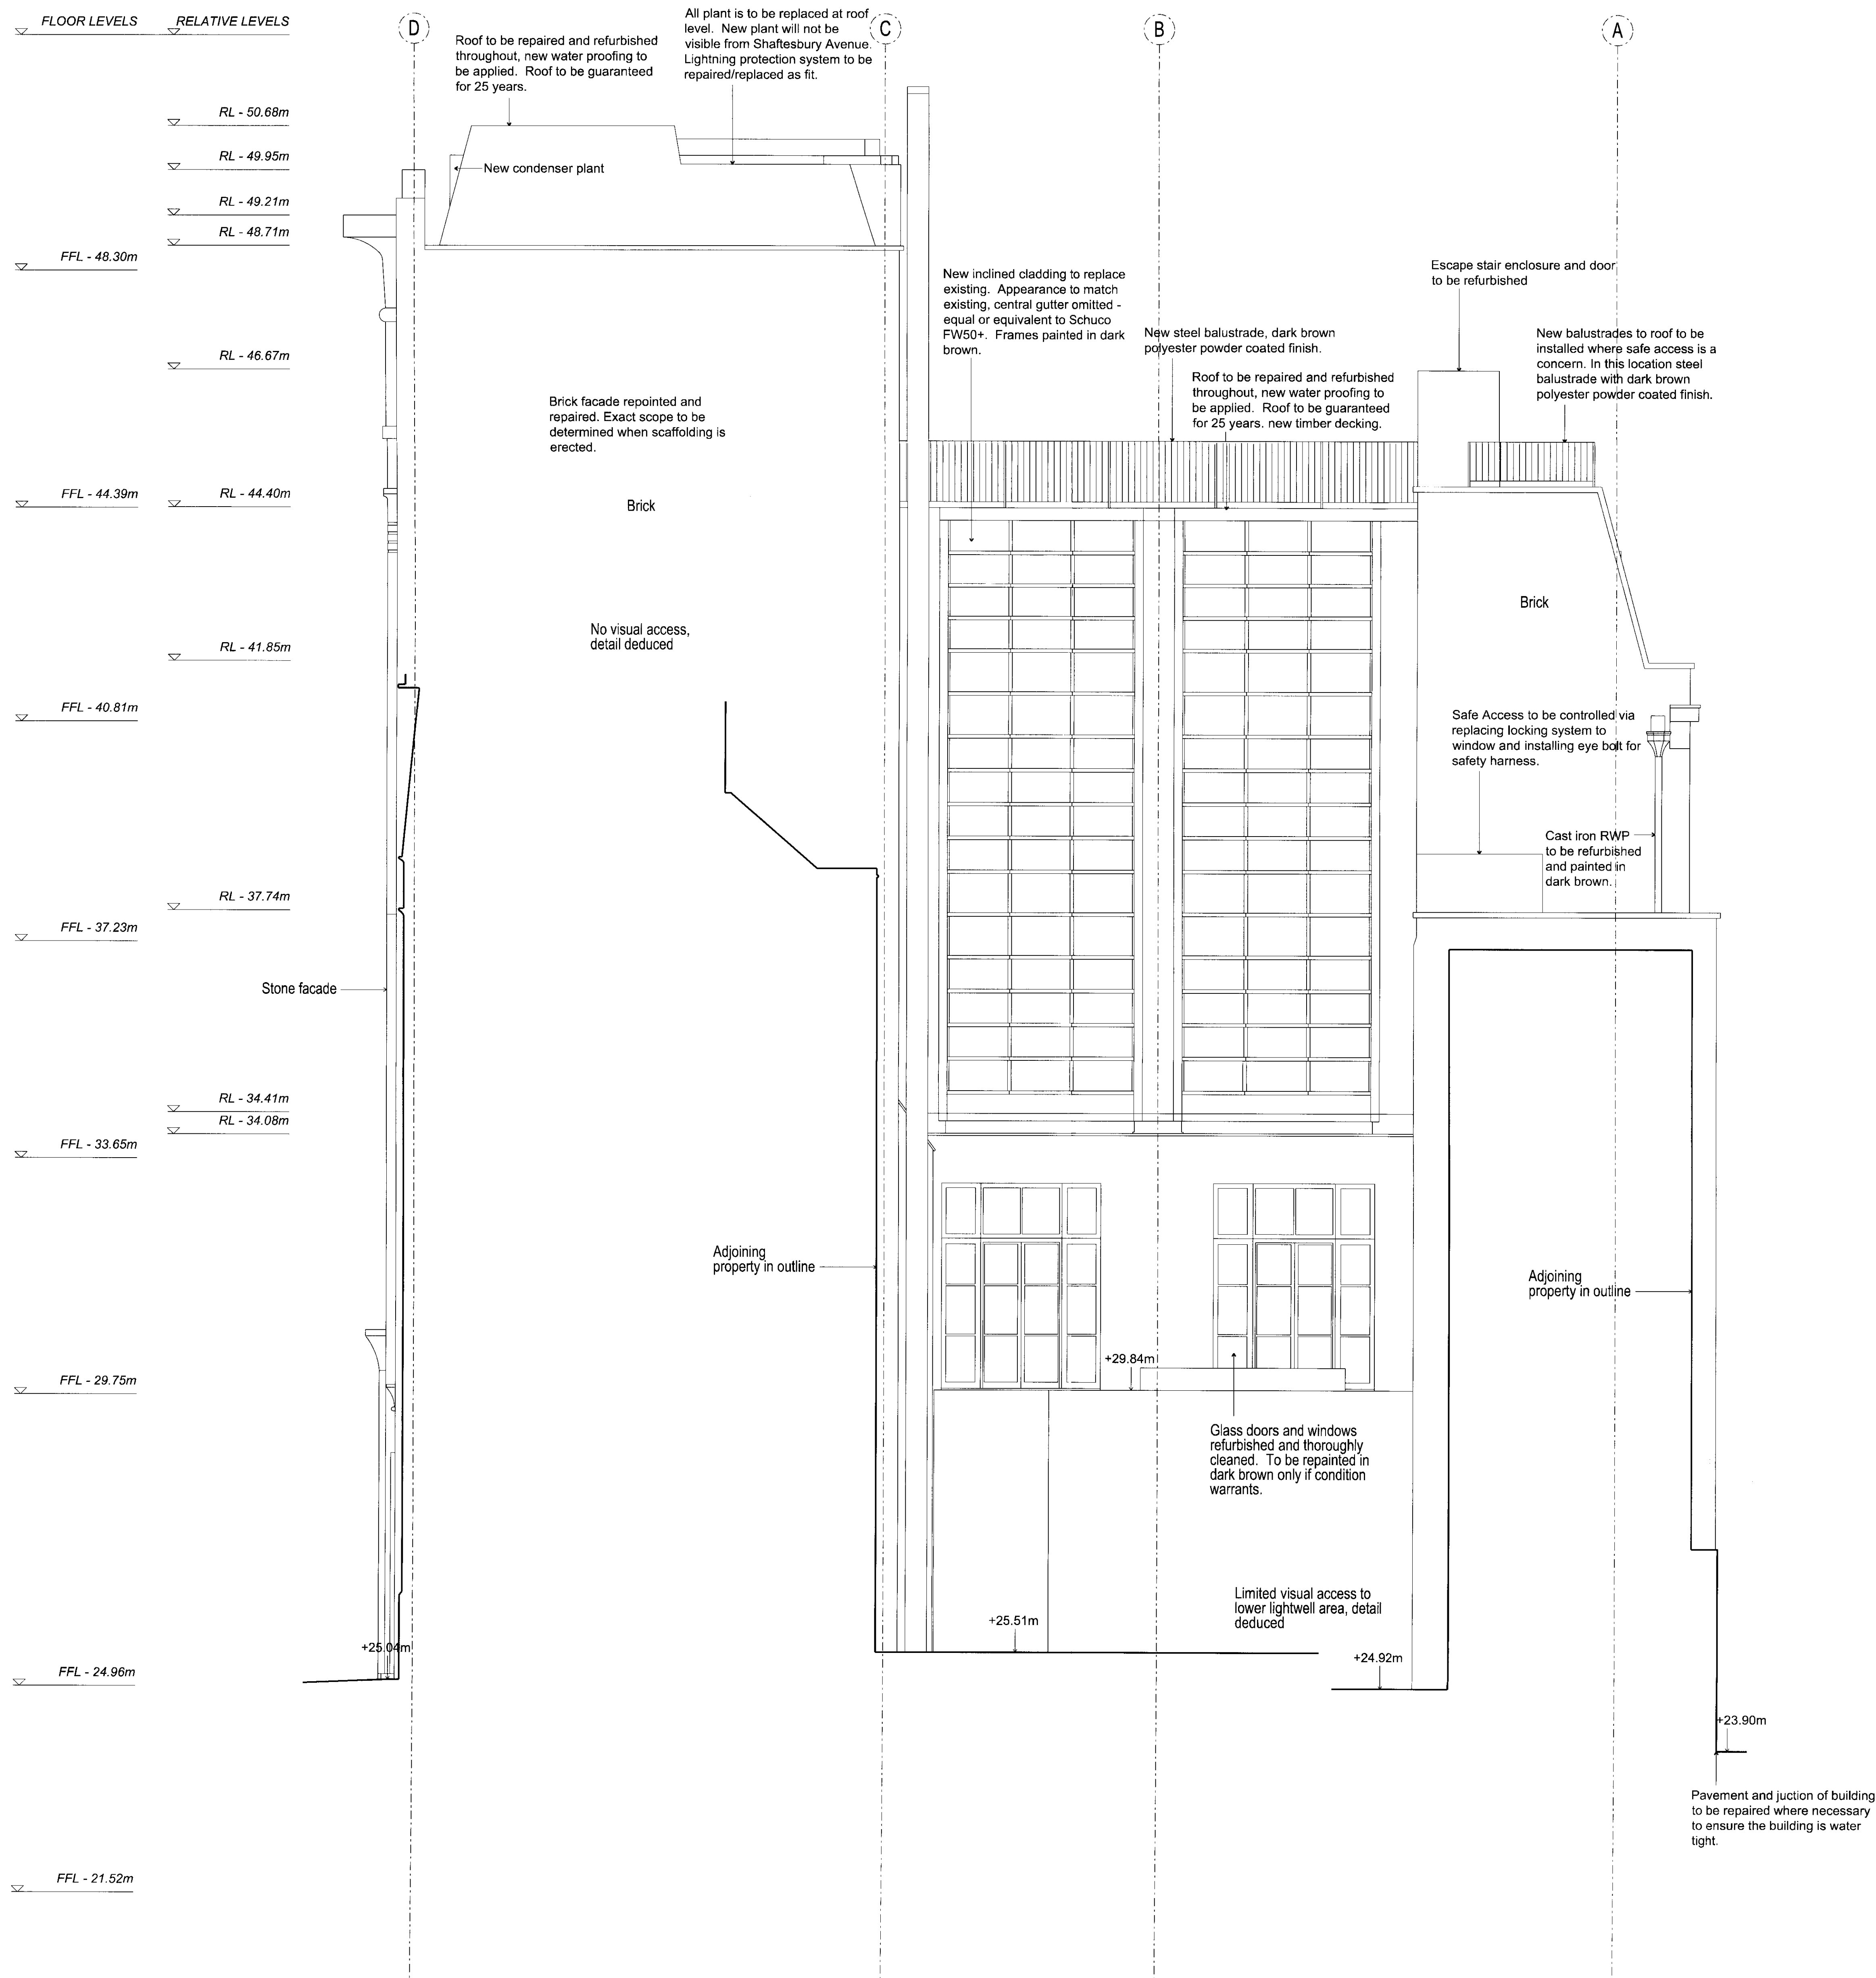 FLOOR LEVELS
RELATIVE LEVELS
D
C
B
A
Roof to be repaired and refurbished
throughout, new water proofing to
be applied.  Roof to be guaranteed
for 25 years.
All plant is to be replaced at roof
level.  New plant will not be
visible from Shaftesbury Avenue.
Lightning protection system to be
repaired/replaced as fit.
RL - 50.68m
RL - 49.95m
New condenser plant
RL - 49.21m
RL - 48.71m
FFL - 48.30m
New inclined cladding to replace
existing.  Appearance to match
existing, central gutter omitted -
equal or equivalent to Schuco
FW50+.  Frames painted in dark
brown.
New steel balustrade, dark brown
polyester powder coated finish.
Escape stair enclosure and door
to be refurbished
New balustrades to roof to be
installed where safe access is a
concern. In this location steel
balustrade with dark brown
polyester powder coated finish.
RL - 46.67m
Roof to be repaired and refurbished
throughout, new water proofing to
be applied.  Roof to be guaranteed
for 25 years. new timber decking.
Brick facade repointed and
repaired. Exact scope to be
determined when scaffolding is
erected.
FFL - 44.39m
RL - 44.40m
Brick
Brick
No visual access,
detail deduced
RL - 41.85m
FFL - 40.81m
Safe Access to be controlled via
replacing locking system to
window and installing eye bolt for
safety harness.
Cast iron RWP
to be refurbished
and painted in
dark brown.
RL - 37.74m
FFL - 37.23m
Stone facade
RL - 34.41m
RL - 34.08m
FFL - 33.65m
Adjoining
property in outline
Adjoining
property in outline
+29.84m
FFL - 29.75m
Glass doors and windows
refurbished and thoroughly
cleaned.  To be repainted in
dark brown only if condition
warrants.
Limited visual access to
lower lightwell area, detail
deduced
+25.51m
+25.04m
+24.92m
FFL - 24.96m
+23.90m
Pavement and juction of building
to be repaired where necessary
to ensure the building is water
tight.
FFL - 21.52m